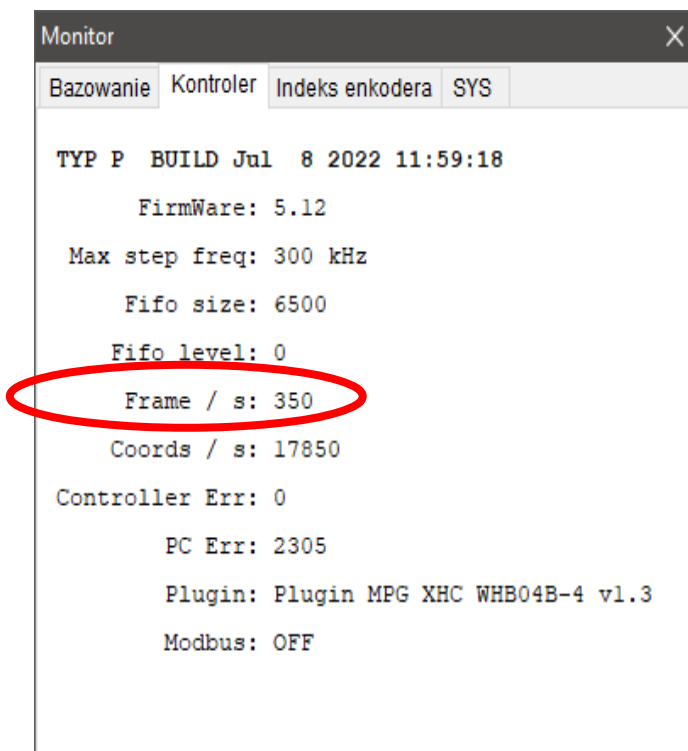 Monitor
Bazowanie Kontroler Indeks enkodera SYS
TYP P BUILD Jul 8 2022 11:59:18
FirmWare: 5.12
Max step freq: 300 kHz
Fifo size: 6500
Fifo level: 0
Frame / s: 350
Coords / s: 17850
Controller Err: 0
PC Err: 2305
Plugin: Plugin MPG XHC WHB04B-4 v1.3
Modbus: OFF